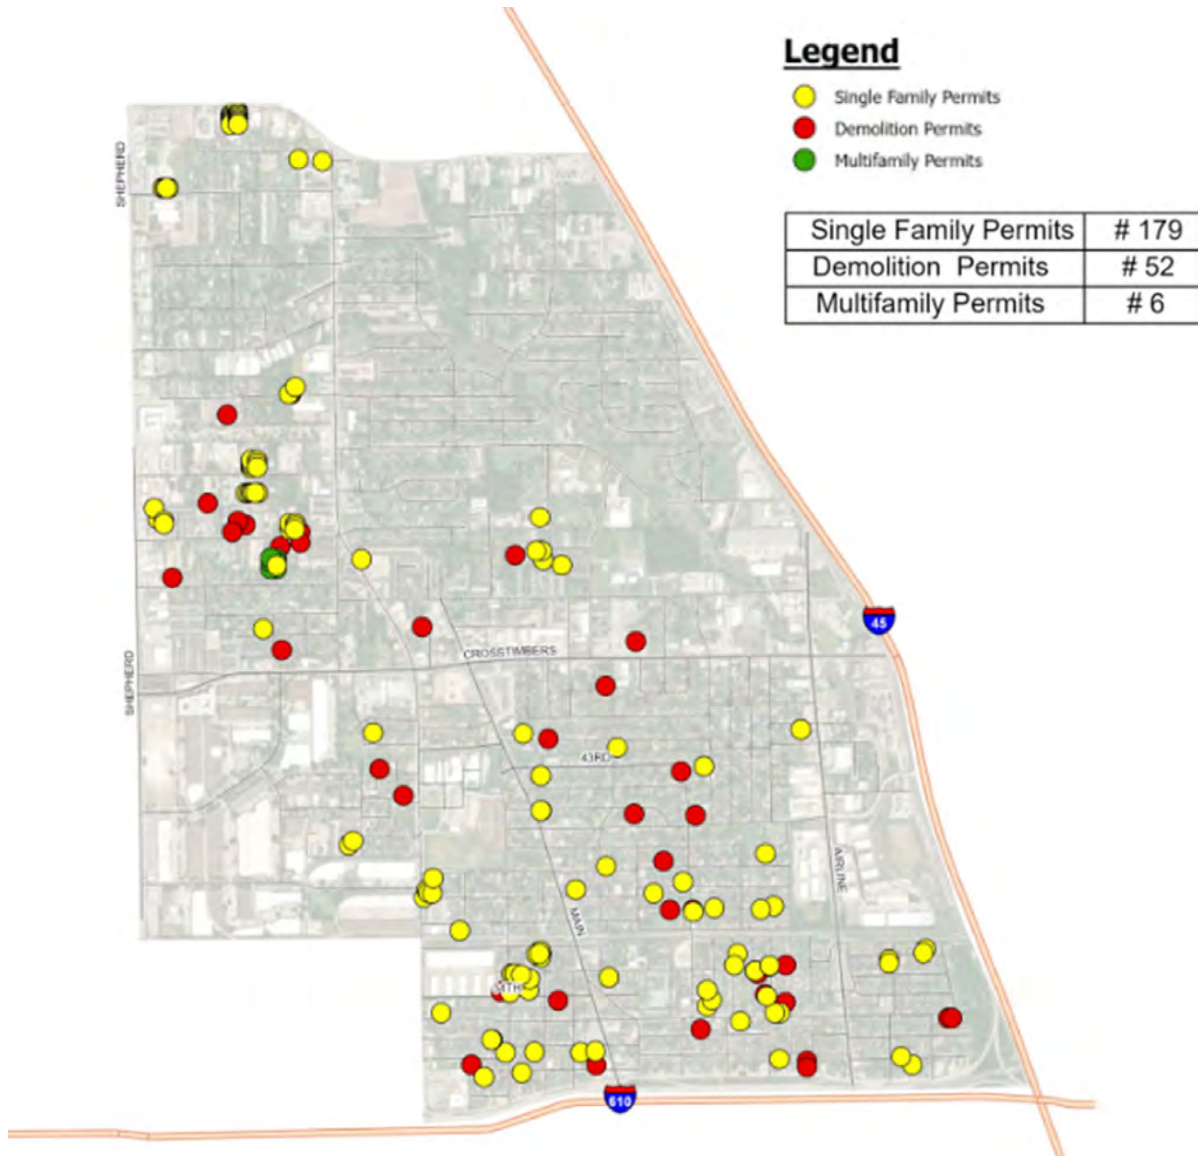 Legend
Single Family Permits
Demolition Permits
Multifamily Permits
Single Family Permits # 179
Demolition Permits # 52
Multifamily Permits # 6
SHEPHERD
45
SHEPHERD
CROSSTIMBERS
43RD
AIRLINE
MAIN
610